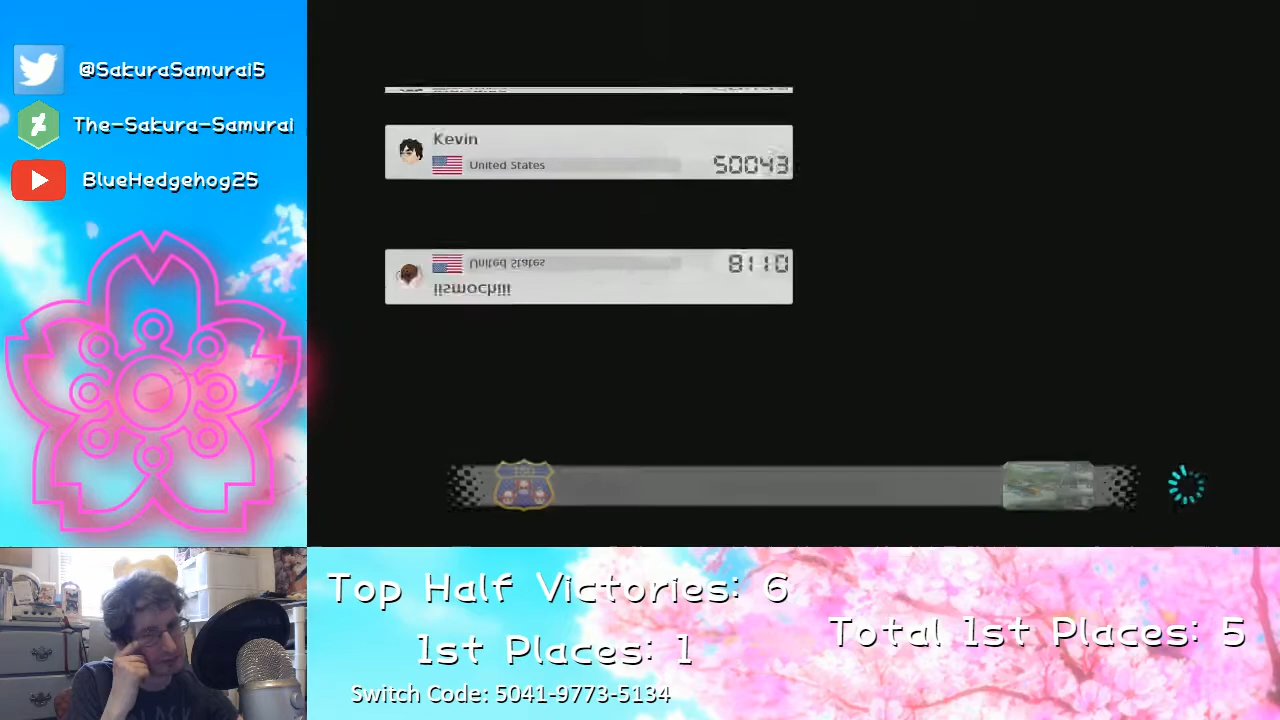 @SakuraSamurai5
The-Sakura-Samurai
BlueHedgehog25
Kevin
United States
50043
United States
8110
iismochiii
Top Half Victories: 6
1st Places: 1
Total 1st Places: 5
Switch Code: 5041-9773-5134